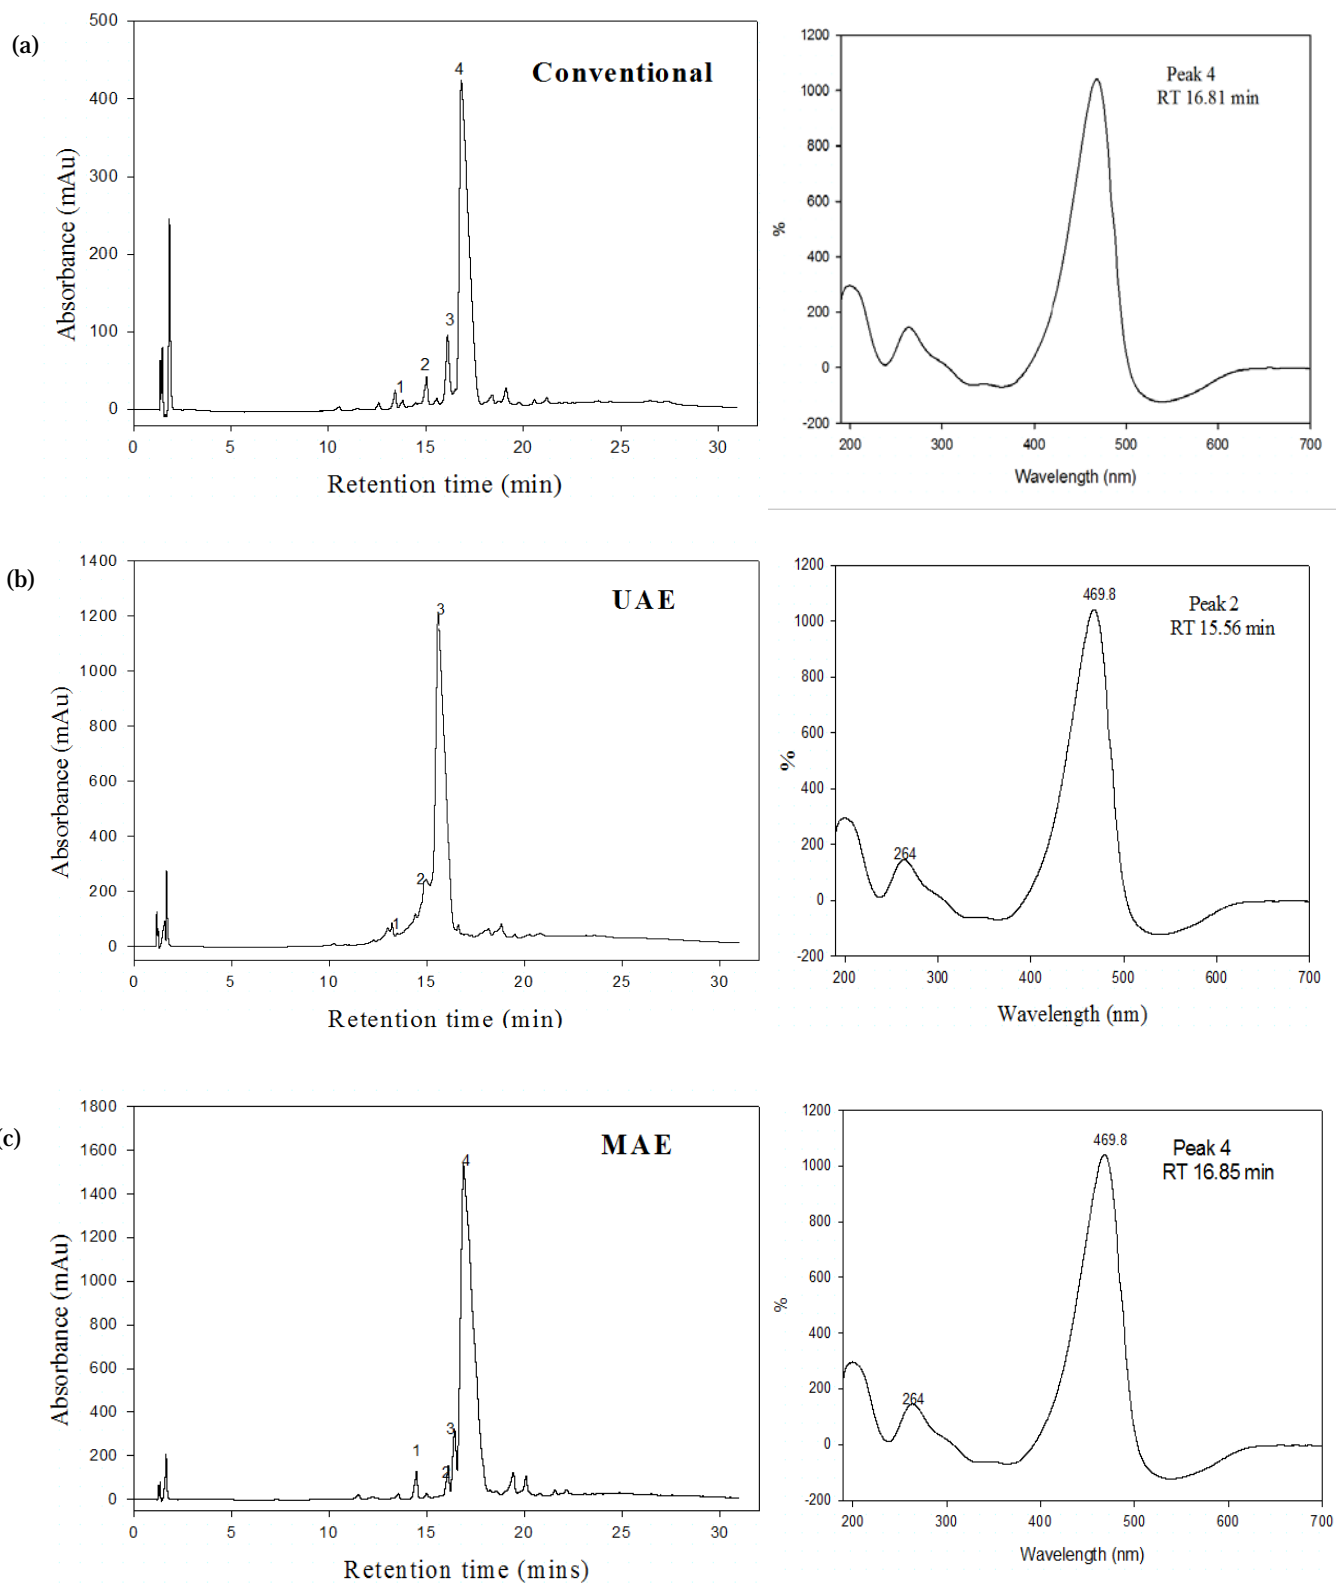 (a)
500
400
300
200
100
0
Absorbance (mAu)
Conventional
1
2
3
4
0 5 10 15 20 25 30
Retention time (min)
1200
1000
800
600
400
200
0
-200
%
Peak 4
RT 16.81 min
200 300 400 500 600 700
Wavelength (nm)
(b)
1400
1200
1000
800
600
400
200
0
Absorbance (mAu)
UAE
1
2
3
0 5 10 15 20 25 30
Retention time (min)
1200
1000
800
600
400
200
0
-200
%
469.8
264
Peak 2
RT 15.56 min
200 300 400 500 600 700
Wavelength (nm)
(c)
1800
1600
1400
1200
1000
800
600
400
200
0
Absorbance (mAu)
MAE
1
2
3
4
0 5 10 15 20 25 30
Retention time (mins)
1200
1000
800
600
400
200
0
-200
%
469.8
264
Peak 4
RT 16.85 min
200 300 400 500 600 700
Wavelength (nm)